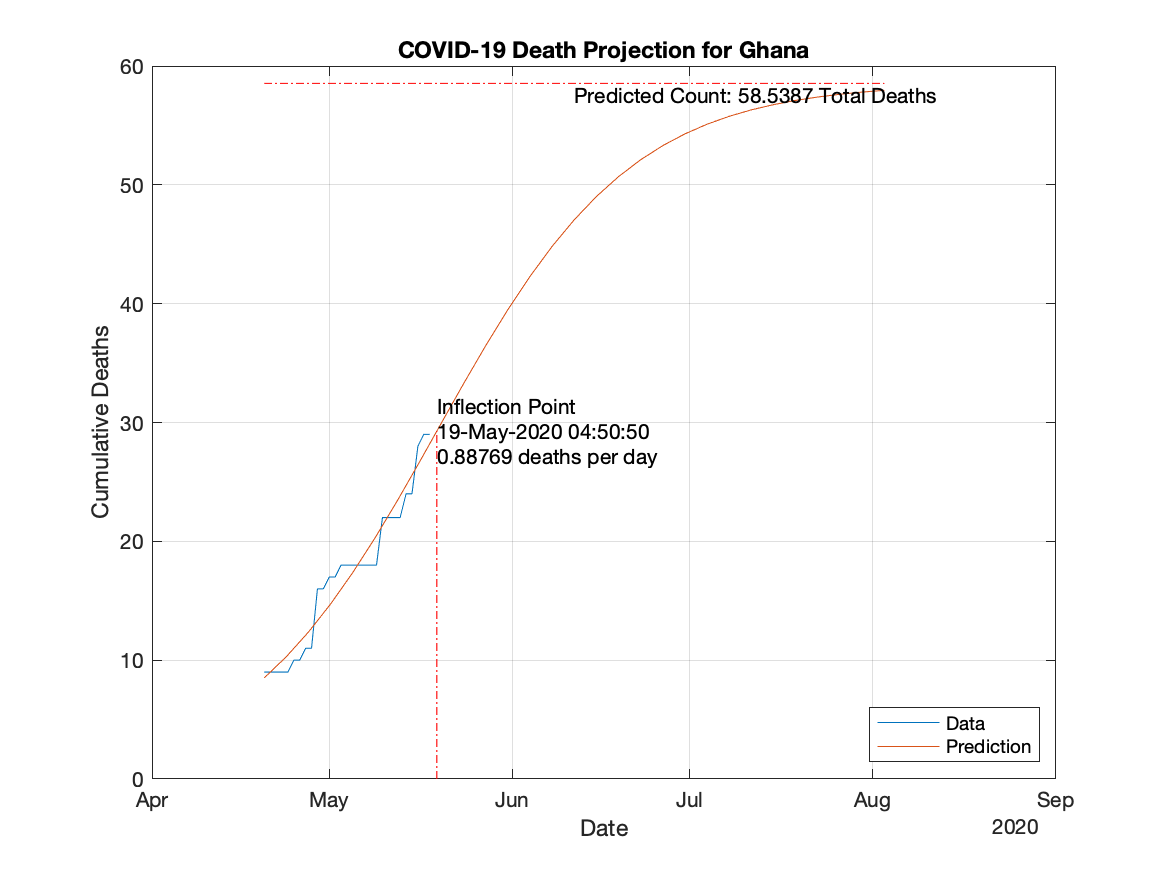 COVID-19 Death Projection for Ghana
60
50
40
30
20
10
0
Cumulative Deaths
Predicted Count: 58.5387 Total Deaths
Inflection Point
19-May-2020 04:50:50
0.88769 deaths per day
Data
Prediction
Apr May Jun Jul Aug Sep
Date
2020